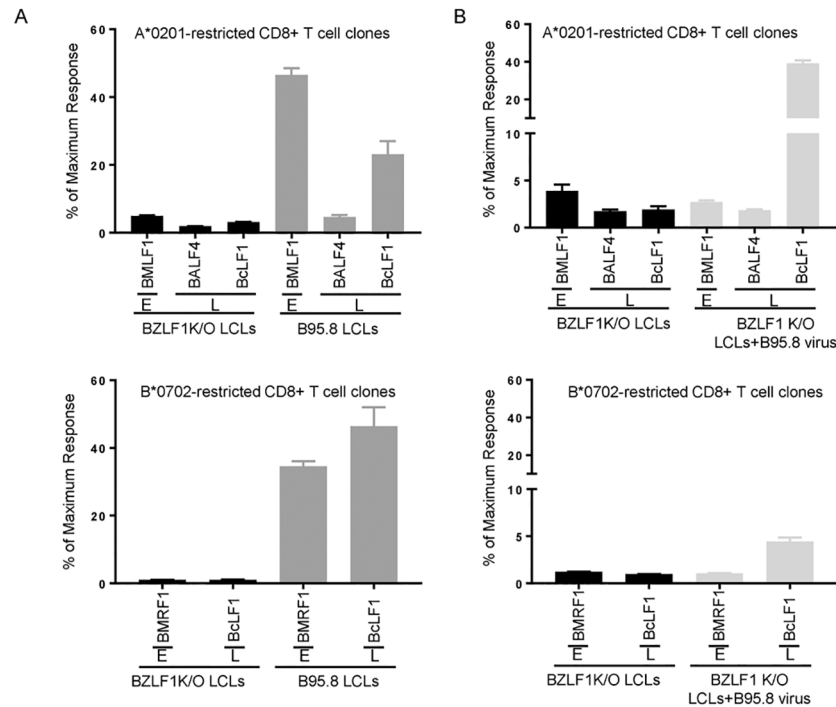 A
A*0201-restricted CD8+ T cell clones
% of Maximum Response
60
40
20
0
BMLF1
BALF4
BcLF1
BMLF1
BALF4
BcLF1
E
L
E
L
BZLF1K/O LCLs
B95.8 LCLs
B*0702-restricted CD8+ T cell clones
% of Maximum Response
60
40
20
0
BMRF1
BcLF1
BMRF1
BcLF1
E
L
E
L
BZLF1K/O LCLs
B95.8 LCLs
B
A*0201-restricted CD8+ T cell clones
% of Maximum Response
60
40
20
10
5
0
BMLF1
BALF4
BcLF1
BMLF1
BALF4
BcLF1
E
L
E
L
BZLF1K/O LCLs
BZLF1 K/O
LCLs+B95.8 virus
B*0702-restricted CD8+ T cell clones
% of Maximum Response
60
40
20
10
5
0
BMRF1
BcLF1
BMRF1
BcLF1
E
L
E
L
BZLF1K/O LCLs
BZLF1 K/O
LCLs+B95.8 virus